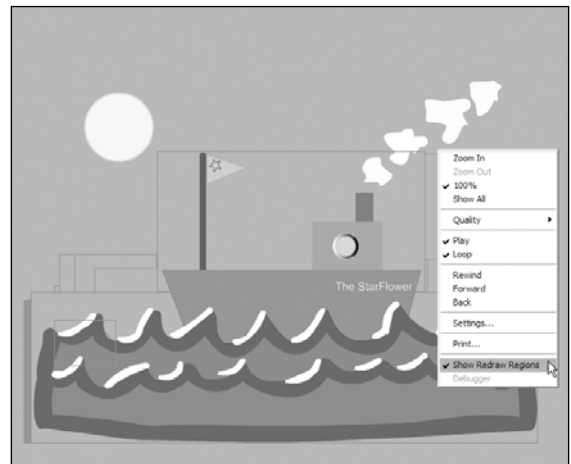 Zoom In
Zoom Out
100%
Show All
Quality
Play
Loop
Rewind
Forward
Back
The StarFlower
Settings...
Print...
Show Redraw Regions
Debugger